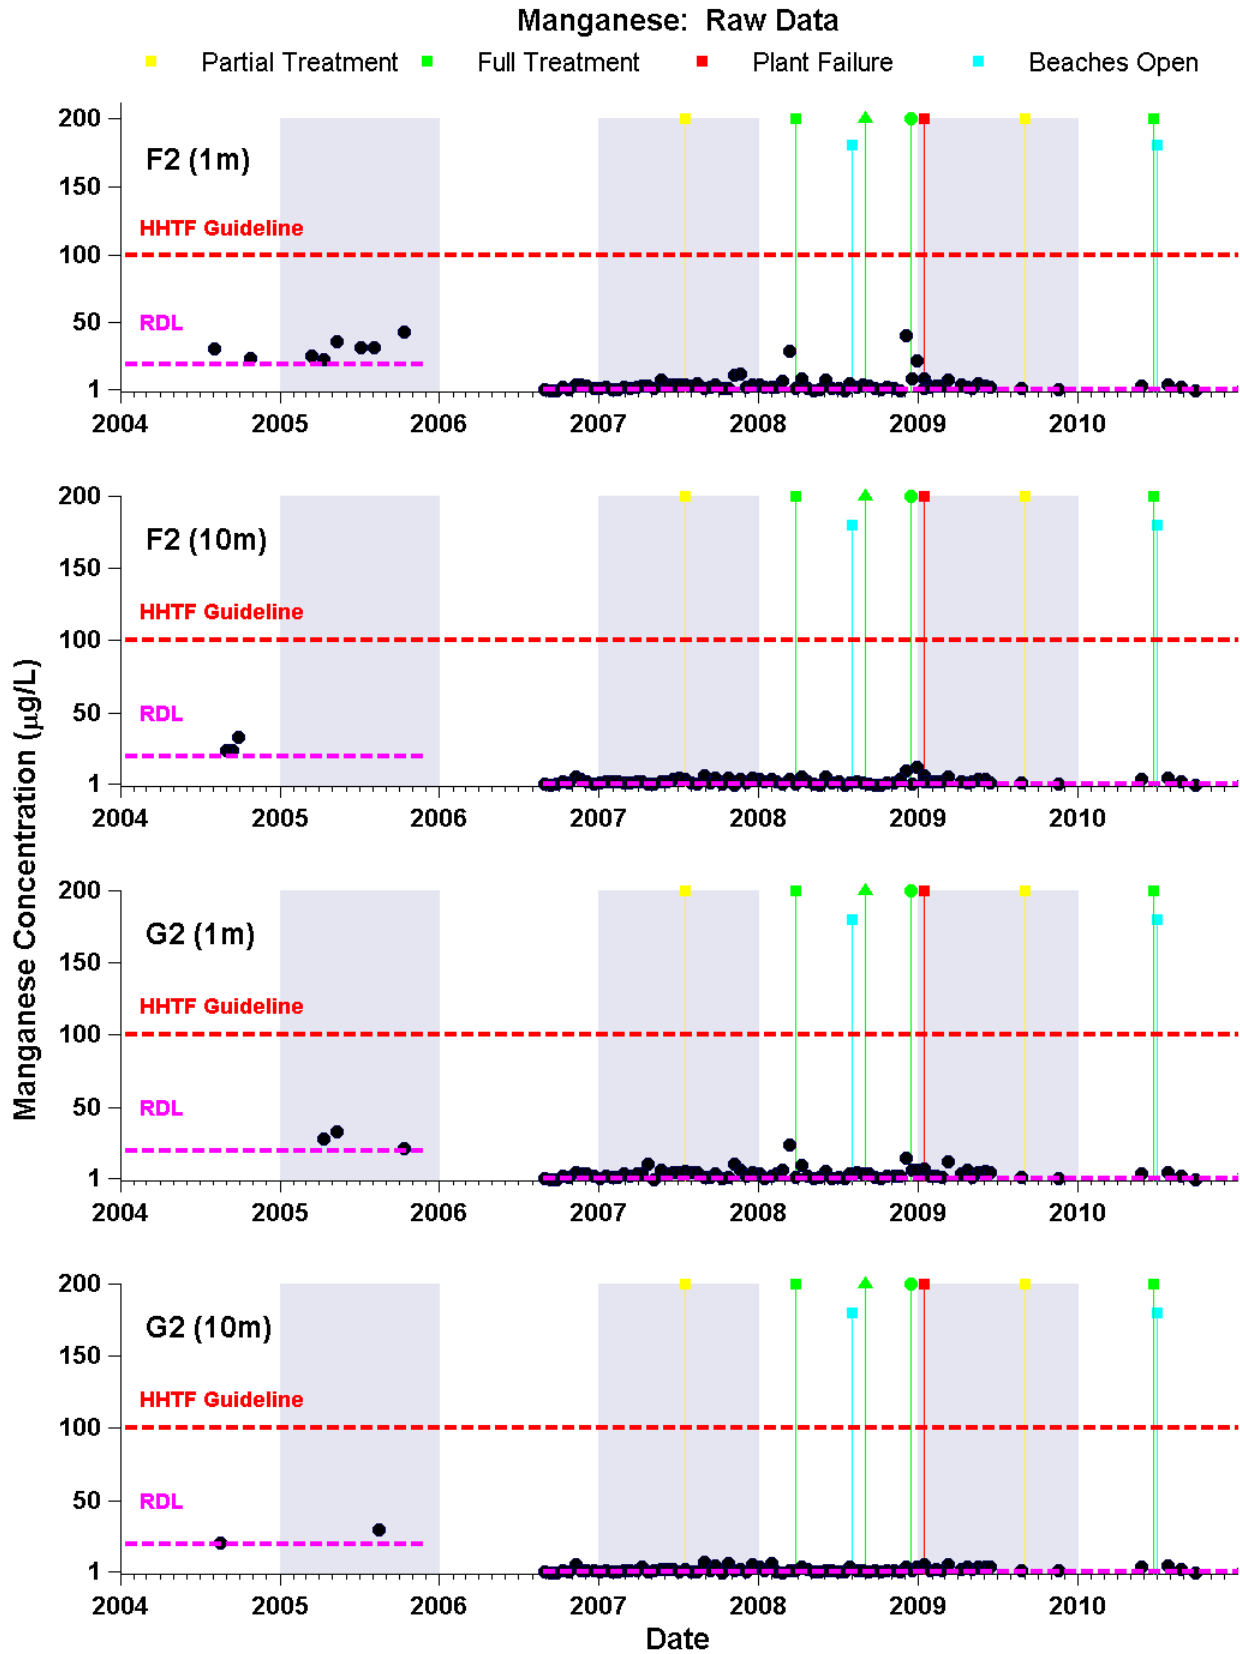 Manganese: Raw Data
Partial Treatment Full Treatment Plant Failure Beaches Open
200
F2 (1m)
150
HHTF Guideline
100
RDL
50
1
2004 2005 2006 2007 2008 2009 2010
200
F2 (10m)
150
HHTF Guideline
100
RDL
50
1
2004 2005 2006 2007 2008 2009 2010
Manganese Concentration (µg/L)
200
G2 (1m)
150
HHTF Guideline
100
RDL
50
1
2004 2005 2006 2007 2008 2009 2010
200
G2 (10m)
150
HHTF Guideline
100
RDL
50
1
2004 2005 2006 2007 2008 2009 2010
Date